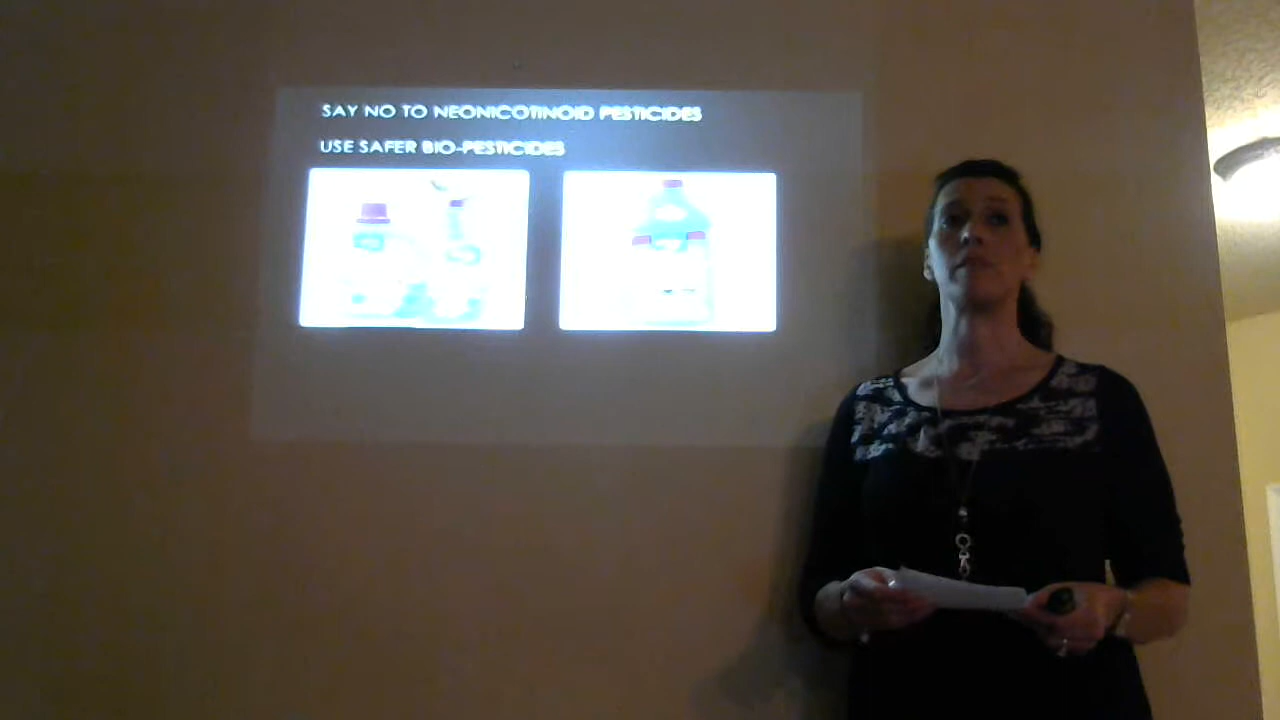 SAY NO TO NEONICOTINOID PESTICIDES
USE SAFER BIO-PESTICIDES